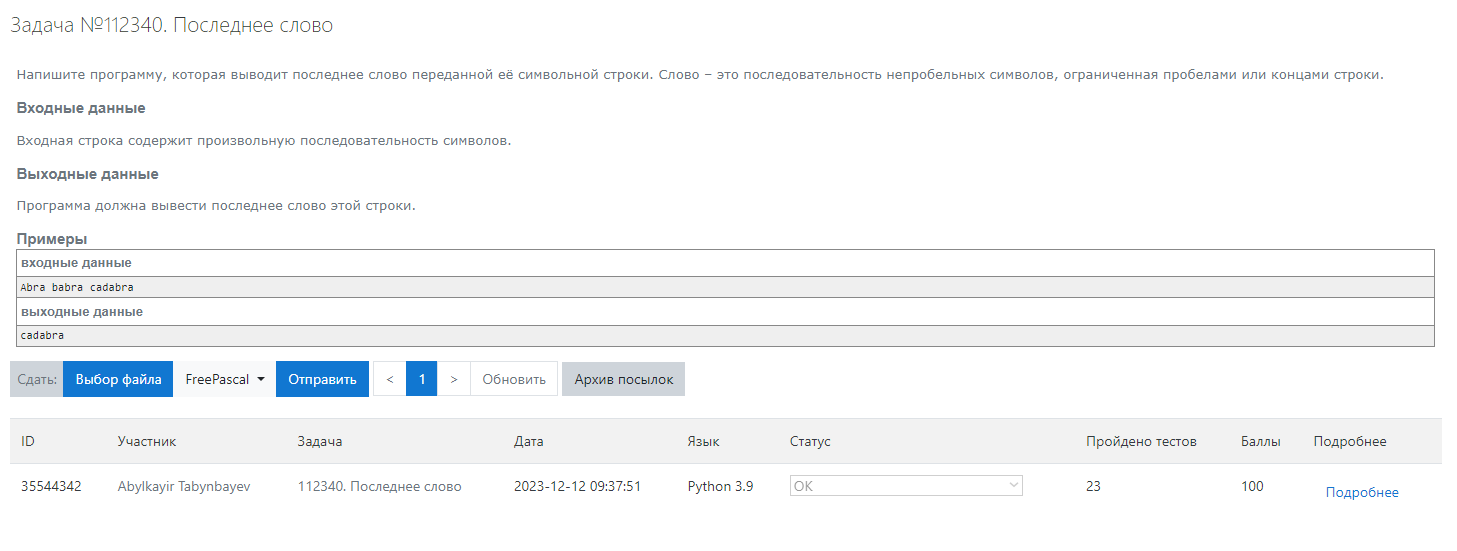 Задача №112340. Последнее слово
Напишите программу, которая выводит последнее слово переданной её символьной строки. Слово – это последовательность непробельных символов, ограниченная пробелами или концами строки.
Входные данные
Входная строка содержит произвольную последовательность символов.
Выходные данные
Программа должна вывести последнее слово этой строки.
Примеры
входные данные
Abra babra cadabra
выходные данные
cadabra
Сдать: Выбор файла FreePascal Отправить < 1 > Обновить Архив посылок
ID Участник Задача Дата Язык Статус Пройдено тестов Баллы Подробнее
35544342 Abylkayir Tabynbayev 112340. Последнее слово 2023-12-12 09:37:51 Python 3.9 OK 23 100 Подробнее